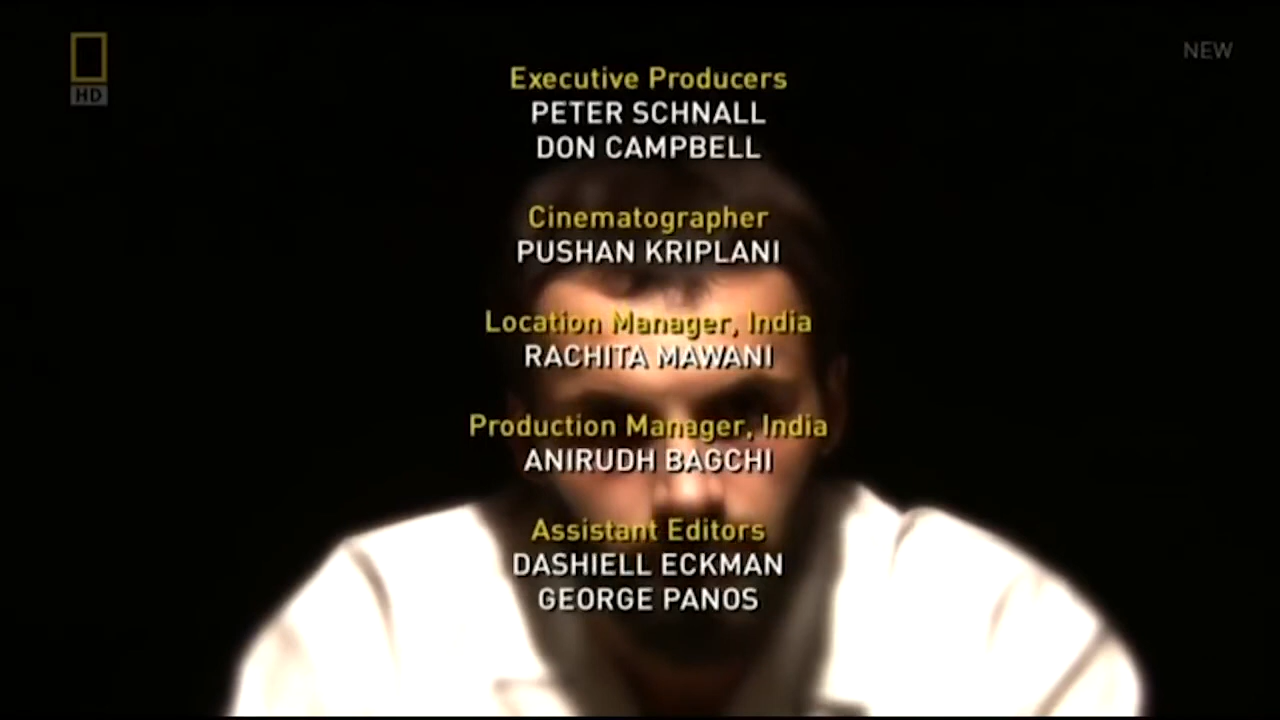 HD
NEW
Executive Producers
PETER SCHNALL
DON CAMPBELL
Cinematographer
PUSHAN KRIPLANI
Location Manager, India
RACHITA MAWANI
Production Manager, India
ANIRUDH BAGCHI
Assistant Editors
DASHIELL ECKMAN
GEORGE PANOS